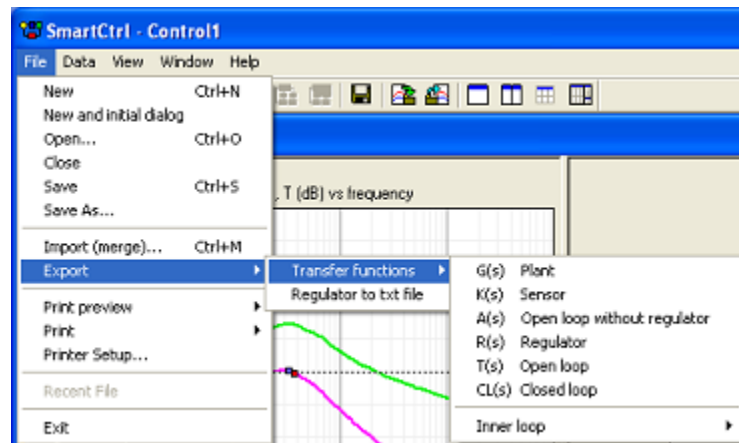 SmartCtrl - Control1
File Data View Window Help
New Ctrl+N
New and initial dialog
Open... Ctrl+O
Close
Save Ctrl+S
Save As...
, T (dB) vs frequency
Import (merge)... Ctrl+M
Export
Transfer functions
Regulator to txt file
G(s) Plant
K(s) Sensor
A(s) Open loop without regulator
R(s) Regulator
T(s) Open loop
CL(s) Closed loop
Inner loop
Print preview
Print
Printer Setup...
Recent File
Exit